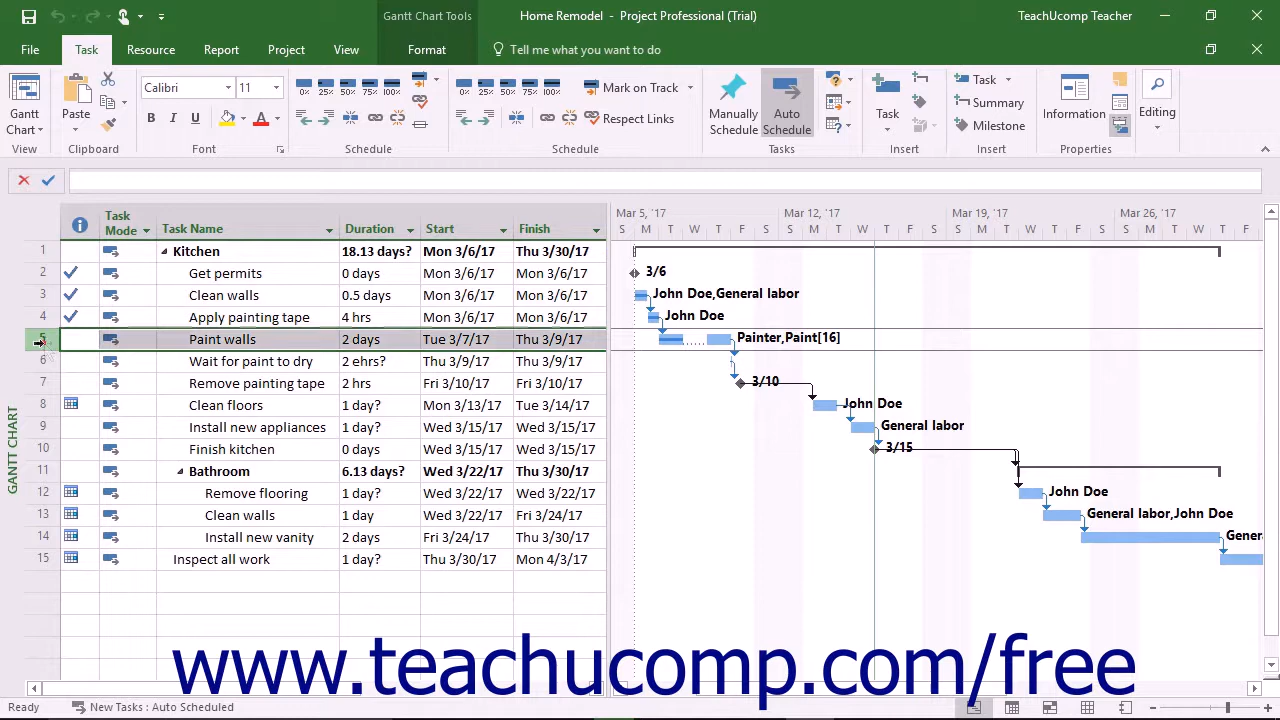 Gantt Chart Tools
Home Remodel - Project Professional (Trial)
TeachUcomp Teacher
File Task Resource Report Project View Format Tell me what you want to do
Gantt Chart
View
Paste
Clipboard
Calibri 11
B I U A
Font
0% 25% 50% 75% 100%
Schedule
0% 25% 50% 75% 100%
Mark on Track
Respect Links
Schedule
Manually Schedule
Auto Schedule
Tasks
Task
Insert
Task
Summary
Milestone
Insert
Information
Properties
Editing
Task Mode Task Name Duration Start Finish
Mar 5, '17 Mar 12, '17 Mar 19, '17 Mar 26, '17
S M T W T F S S M T W T F S S M T W T F S S M T W T F
1 Kitchen 18.13 days? Mon 3/6/17 Thu 3/30/17
2 Get permits 0 days Mon 3/6/17 Mon 3/6/17 3/6
3 Clean walls 0.5 days Mon 3/6/17 Mon 3/6/17 John Doe,General labor
4 Apply painting tape 4 hrs Mon 3/6/17 Mon 3/6/17 John Doe
5 Paint walls 2 days Tue 3/7/17 Thu 3/9/17 Painter,Paint[16]
6 Wait for paint to dry 2 ehrs? Thu 3/9/17 Thu 3/9/17
7 Remove painting tape 2 hrs Fri 3/10/17 Fri 3/10/17 3/10
8 Clean floors 1 day? Mon 3/13/17 Tue 3/14/17 John Doe
9 Install new appliances 1 day? Wed 3/15/17 Wed 3/15/17 General labor
10 Finish kitchen 0 days Wed 3/15/17 Wed 3/15/17 3/15
11 Bathroom 6.13 days? Wed 3/22/17 Thu 3/30/17
12 Remove flooring 1 day? Wed 3/22/17 Wed 3/22/17 John Doe
13 Clean walls 1 day Wed 3/22/17 Fri 3/24/17 General labor,John Doe
14 Install new vanity 2 days Fri 3/24/17 Thu 3/30/17 Gener
15 Inspect all work 1 day? Thu 3/30/17 Mon 4/3/17
GANTT CHART
www.teachucomp.com/free
Ready New Tasks : Auto Scheduled